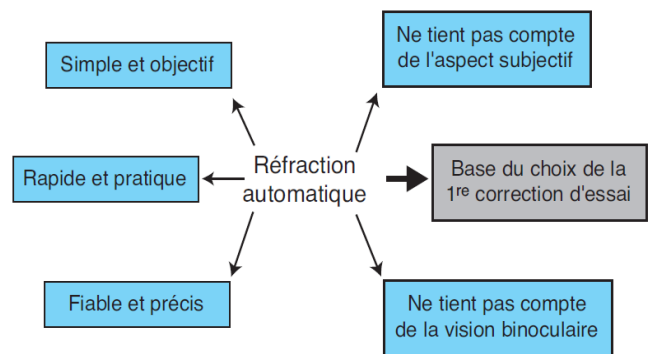 Simple et objectif
Ne tient pas compte
de l'aspect subjectif
Rapide et pratique
Réfraction
automatique
Base du choix de la
1re correction d'essai
Fiable et précis
Ne tient pas compte
de la vision binoculaire